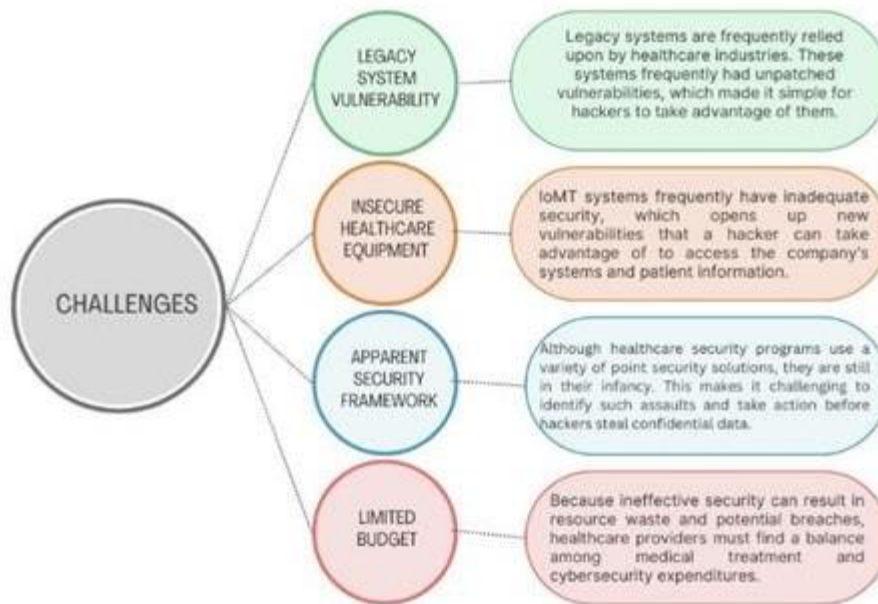 CHALLENGES
LEGACY
SYSTEM
VULNERABILITY
Legacy systems are frequently relied
upon by healthcare industries. These
systems frequently had unpatched
vulnerabilities, which made it simple for
hackers to take advantage of them.
INSECURE
HEALTHCARE
EQUIPMENT
IoMT systems frequently have inadequate
security, which opens up new
vulnerabilities that a hacker can take
advantage of to access the company's
systems and patient information.
APPARENT
SECURITY
FRAMEWORK
Although healthcare security programs use a
variety of point security solutions, they are still
in their infancy. This makes it challenging to
identify such assaults and take action before
hackers steal confidential data.
LIMITED
BUDGET
Because ineffective security can result in
resource waste and potential breaches,
healthcare providers must find a balance
among medical treatment and
cybersecurity expenditures.